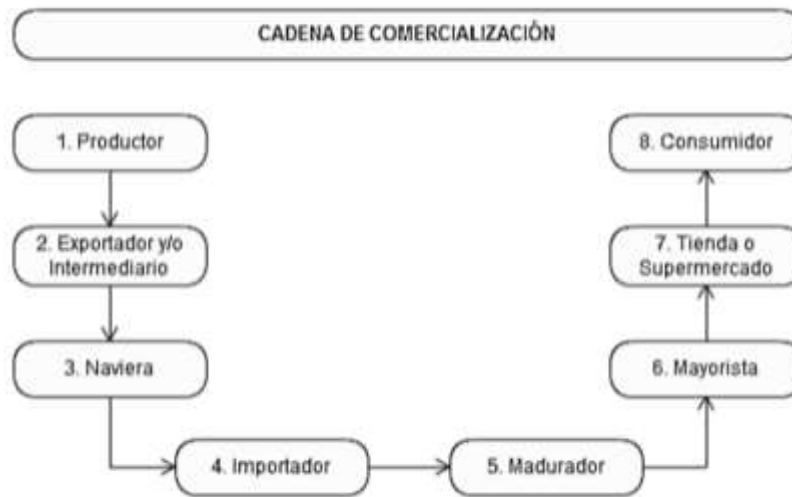 CADENA DE COMERCIALIZACIÓN
1. Productor
2. Exportador y/o
Intermediario
3. Naviera
4. Importador
5. Madurador
6. Mayorista
7. Tienda o
Supermercado
8. Consumidor